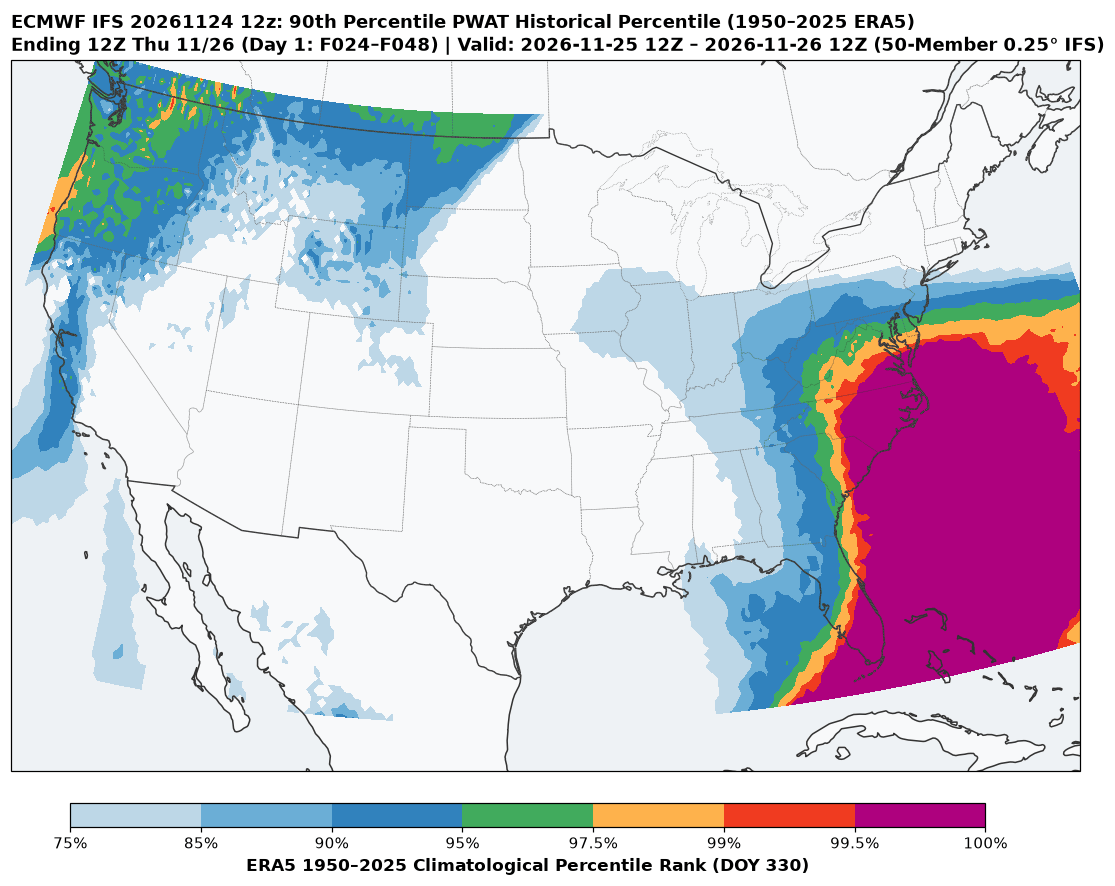 ECMWF IFS 20261124 12z: 90th Percentile PWAT Historical Percentile (1950–2025 ERA5)
Ending 12Z Thu 11/26 (Day 1: F024–F048) | Valid: 2026-11-25 12Z – 2026-11-26 12Z (50-Member 0.25° IFS)
75% 85% 90% 95% 97.5% 99% 99.5% 100%
ERA5 1950–2025 Climatological Percentile Rank (DOY 330)